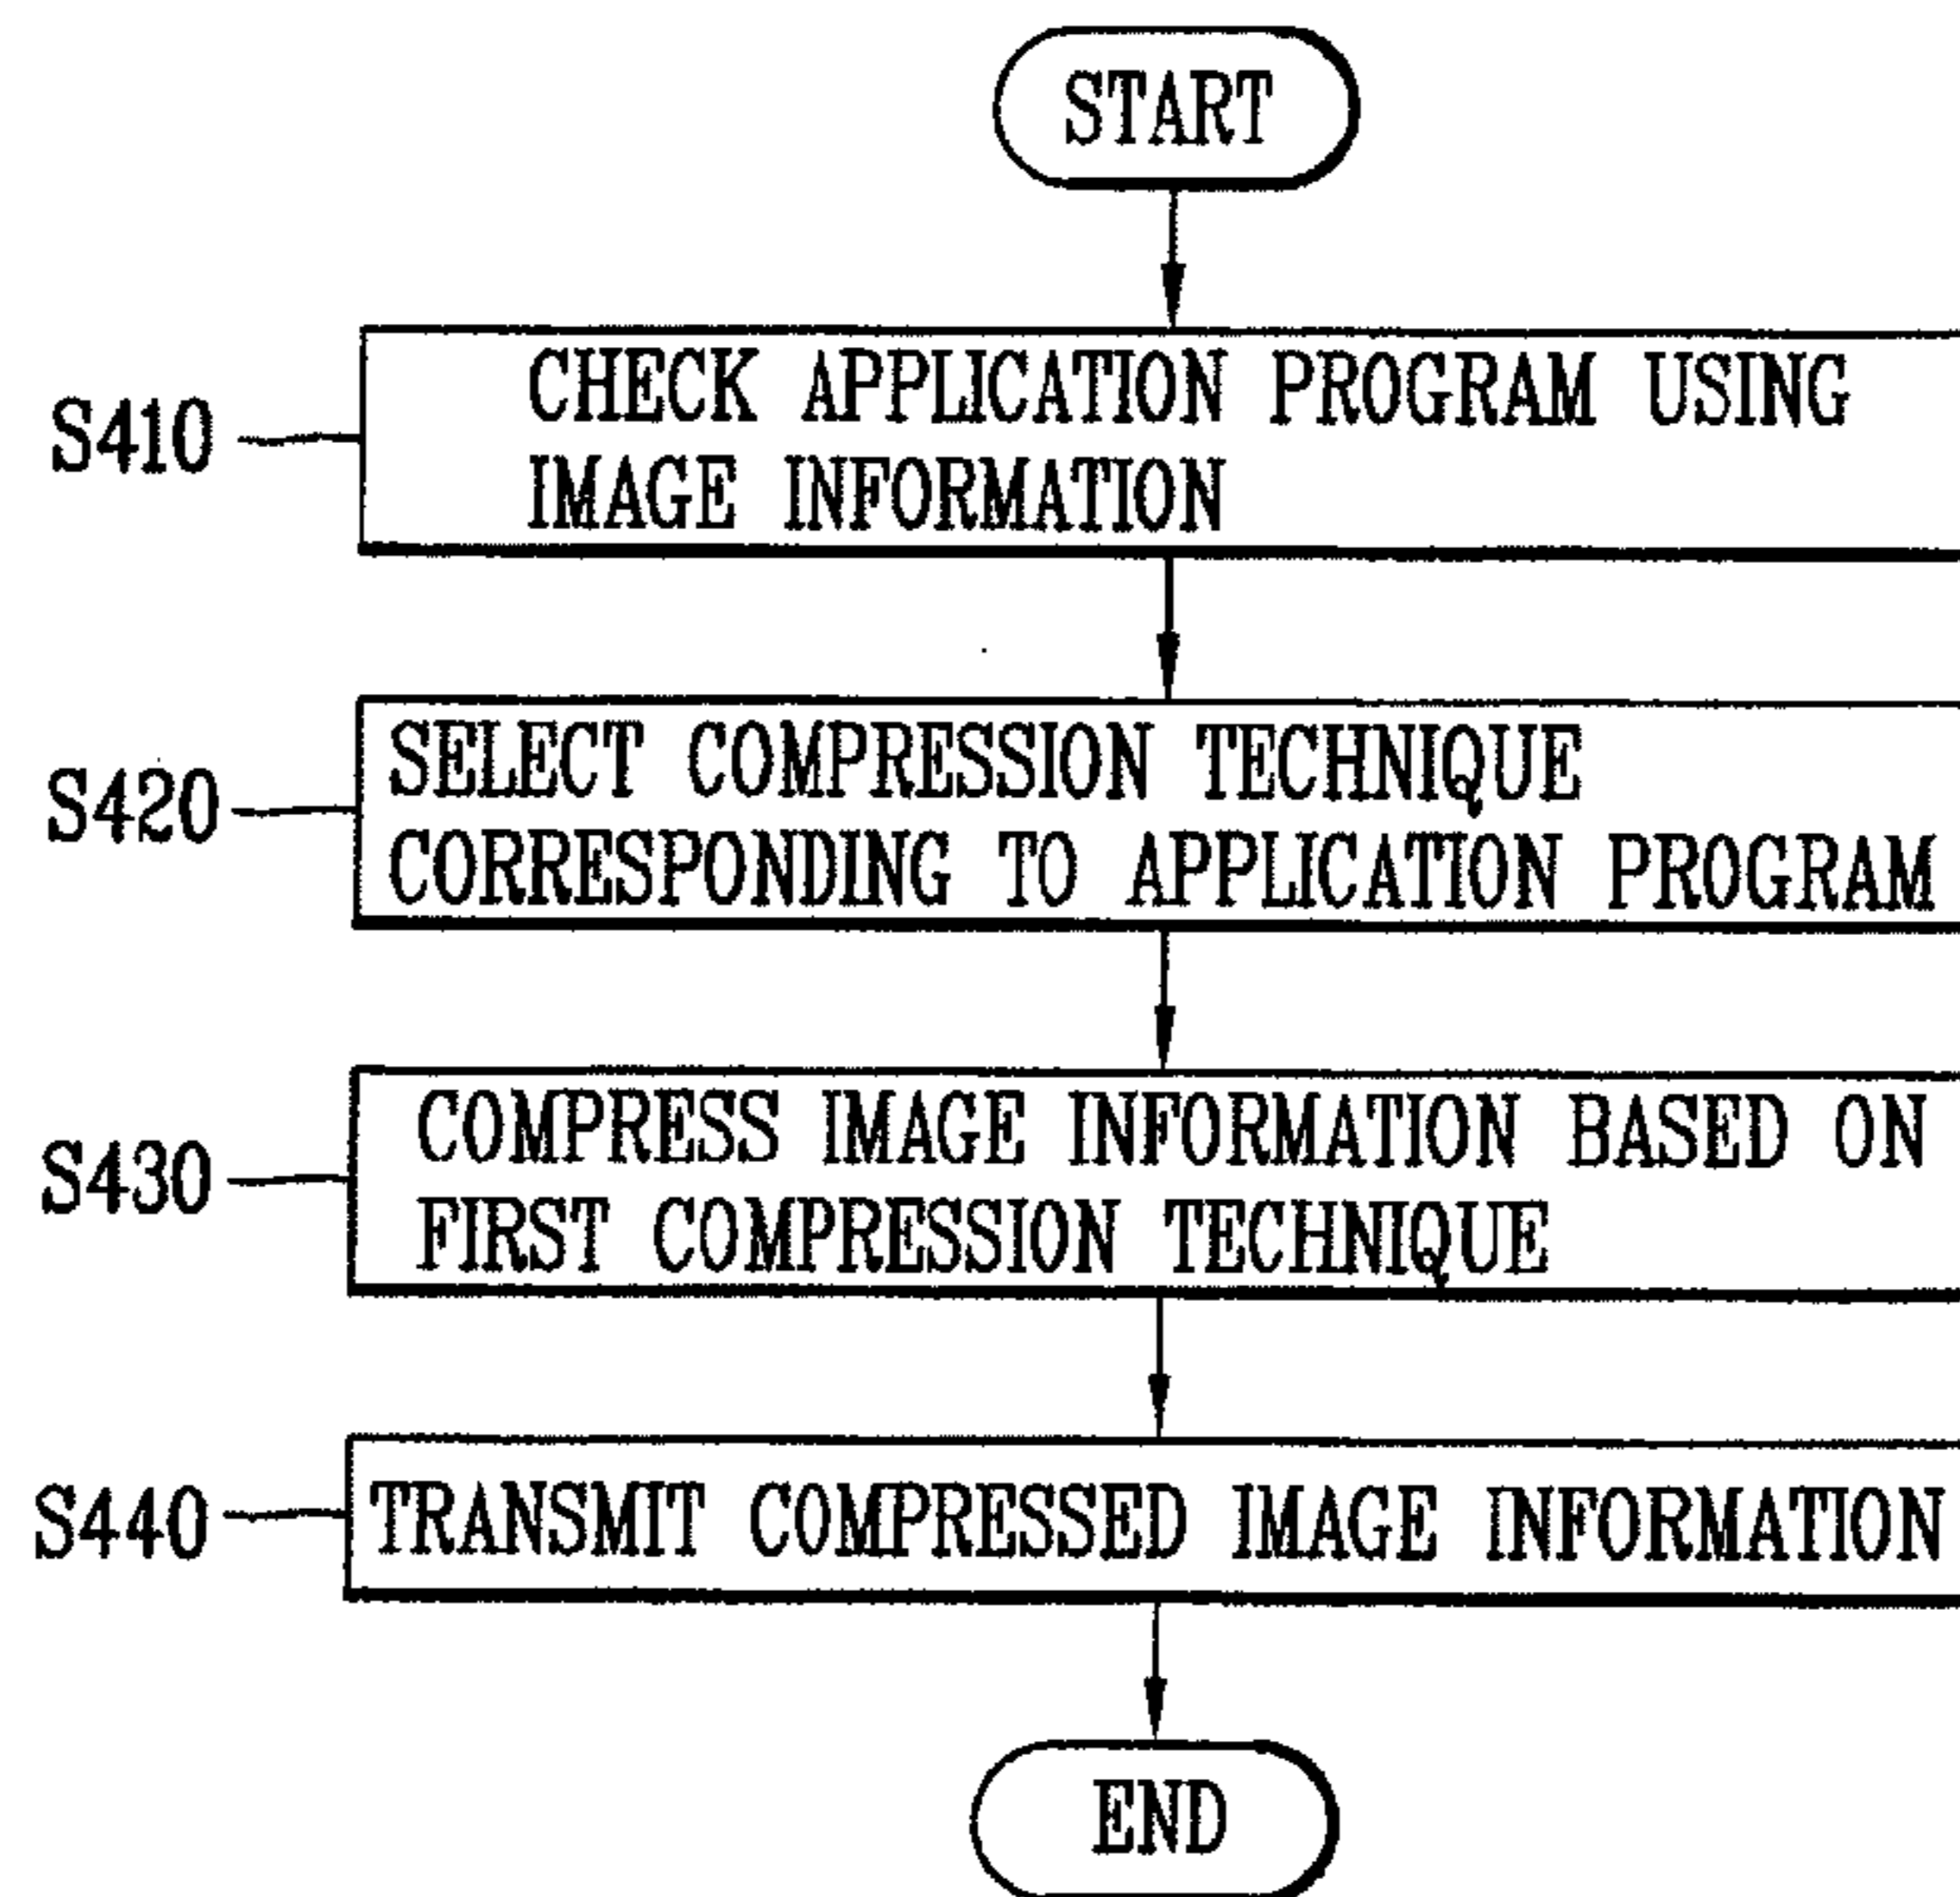 START
S410
CHECK APPLICATION PROGRAM USING
IMAGE INFORMATION
S420
SELECT COMPRESSION TECHNIQUE
CORRESPONDING TO APPLICATION PROGRAM
S430
COMPRESS IMAGE INFORMATION BASED ON
FIRST COMPRESSION TECHNIQUE
S440
TRANSMIT COMPRESSED IMAGE INFORMATION
END